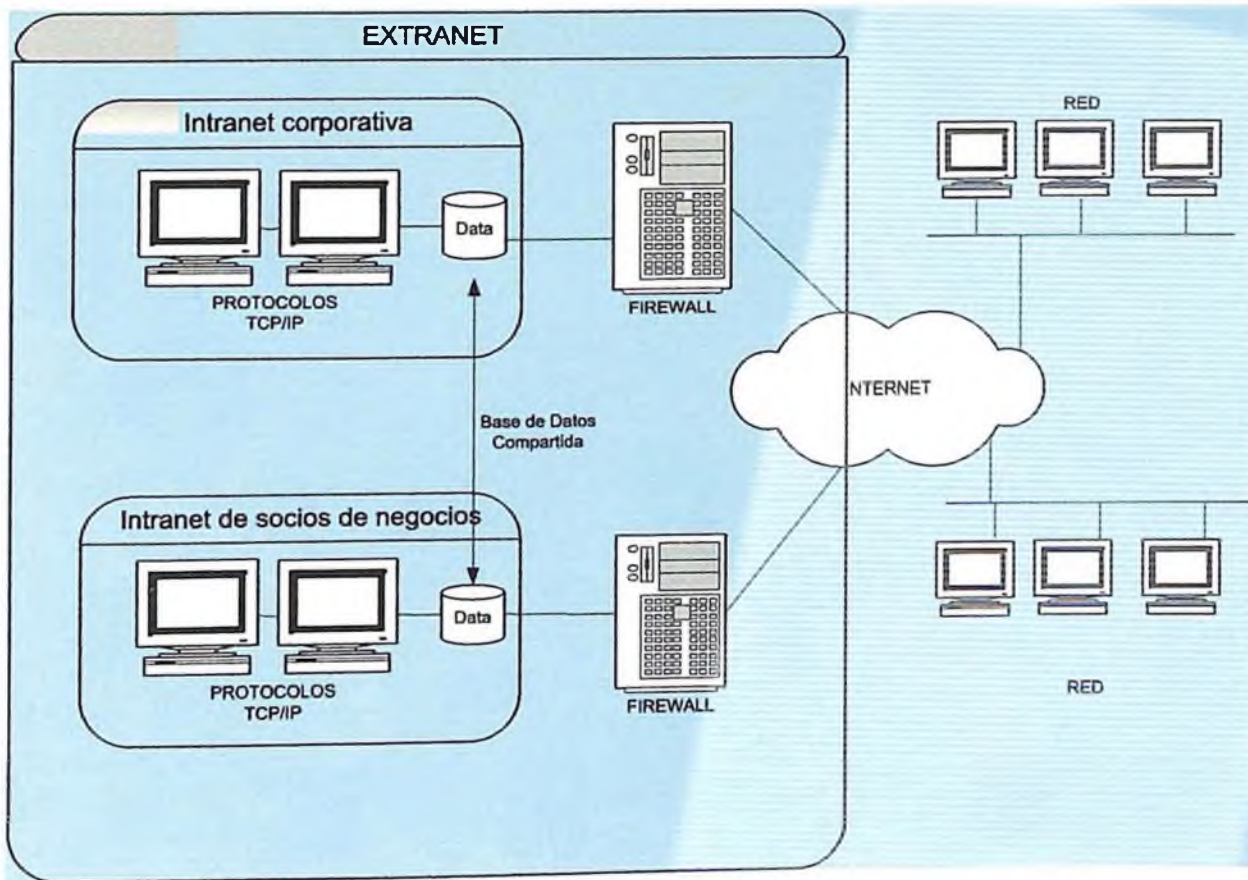 EXTRANET
Intranet corporativa
Data
PROTOCOLOS
TCP/IP
FIREWALL
RED
NTERNET
Base de Datos
Compartida
Intranet de socios de negocios
Data
PROTOCOLOS
TCP/IP
FIREWALL
RED